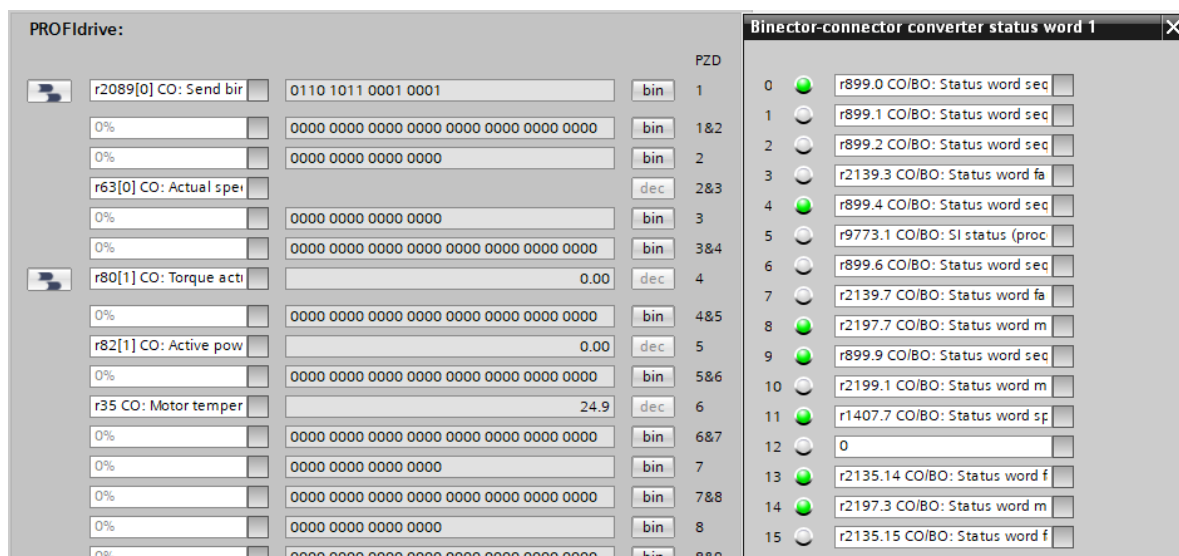 PROFIdrive:
PZD
r2089[0] CO: Send bir 0110 1011 0001 0001 bin 1
0% 0000 0000 0000 0000 0000 0000 0000 0000 bin 1&2
0% 0000 0000 0000 0000 bin 2
r63[0] CO: Actual spe dec 2&3
0% 0000 0000 0000 0000 bin 3
0% 0000 0000 0000 0000 0000 0000 0000 0000 bin 3&4
r80[1] CO: Torque act 0.00 dec 4
0% 0000 0000 0000 0000 0000 0000 0000 0000 bin 4&5
r82[1] CO: Active pow 0.00 dec 5
0% 0000 0000 0000 0000 0000 0000 0000 0000 bin 5&6
r35 CO: Motor temper 24.9 dec 6
0% 0000 0000 0000 0000 0000 0000 0000 0000 bin 6&7
0% 0000 0000 0000 0000 bin 7
0% 0000 0000 0000 0000 0000 0000 0000 0000 bin 7&8
0% 0000 0000 0000 0000 bin 8
0% 0000 0000 0000 0000 0000 0000 0000 0000 bin
Binector-connector converter status word 1
0 r899.0 CO/BO: Status word seq
1 r899.1 CO/BO: Status word seq
2 r899.2 CO/BO: Status word seq
3 r2139.3 CO/BO: Status word fa
4 r899.4 CO/BO: Status word seq
5 r9773.1 CO/BO: SI status (proc
6 r899.6 CO/BO: Status word seq
7 r2139.7 CO/BO: Status word fa
8 r2197.7 CO/BO: Status word m
9 r899.9 CO/BO: Status word seq
10 r2199.1 CO/BO: Status word m
11 r1407.7 CO/BO: Status word sp
12 0
13 r2135.14 CO/BO: Status word f
14 r2197.3 CO/BO: Status word m
15 r2135.15 CO/BO: Status word f